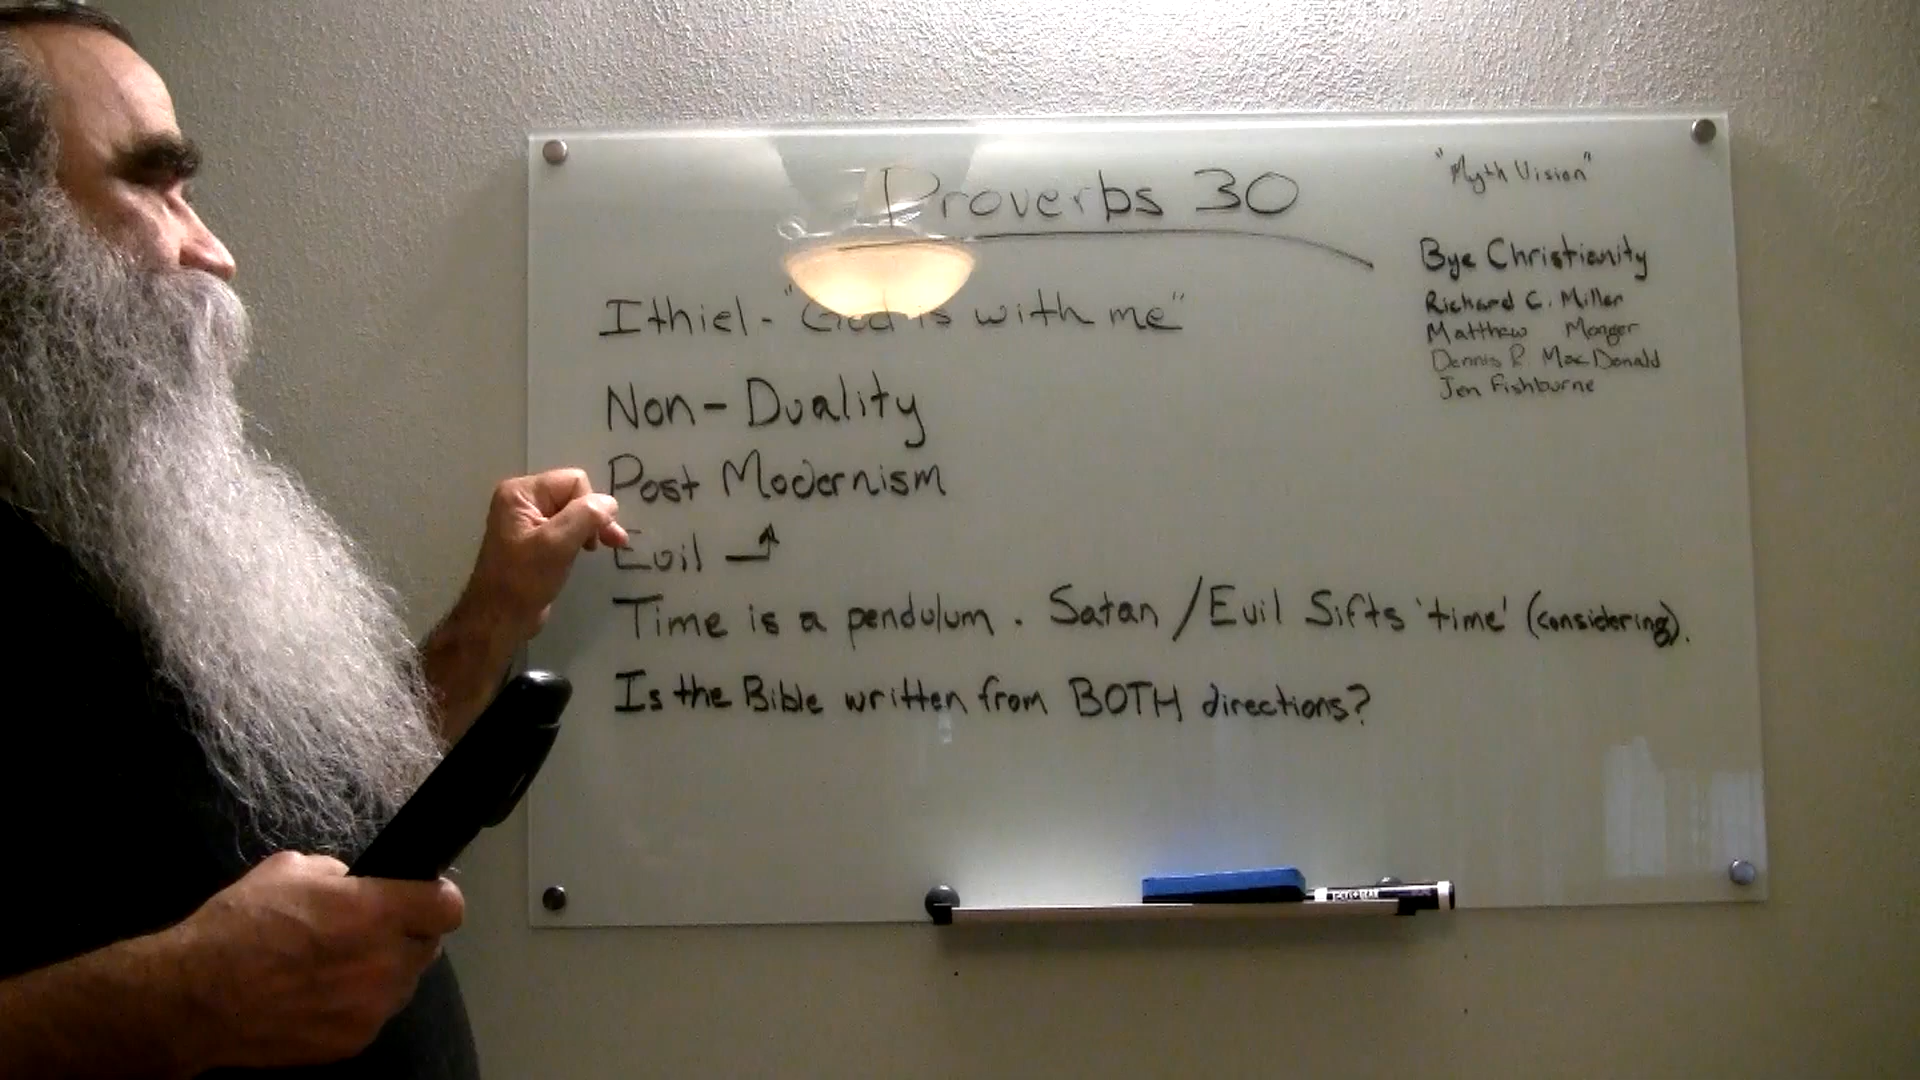 Proverbs 30
Ithiel - "God is with me"
Non-Duality
Post Modernism
Evil
Time is a pendulum. Satan / Evil Sifts 'time' (considering).
Is the Bible written from BOTH directions?
"Myth Vision"
Bye Christianity
Richard C. Miller
Matthew Monger
Dennis R. MacDonald
Jen Fishburne